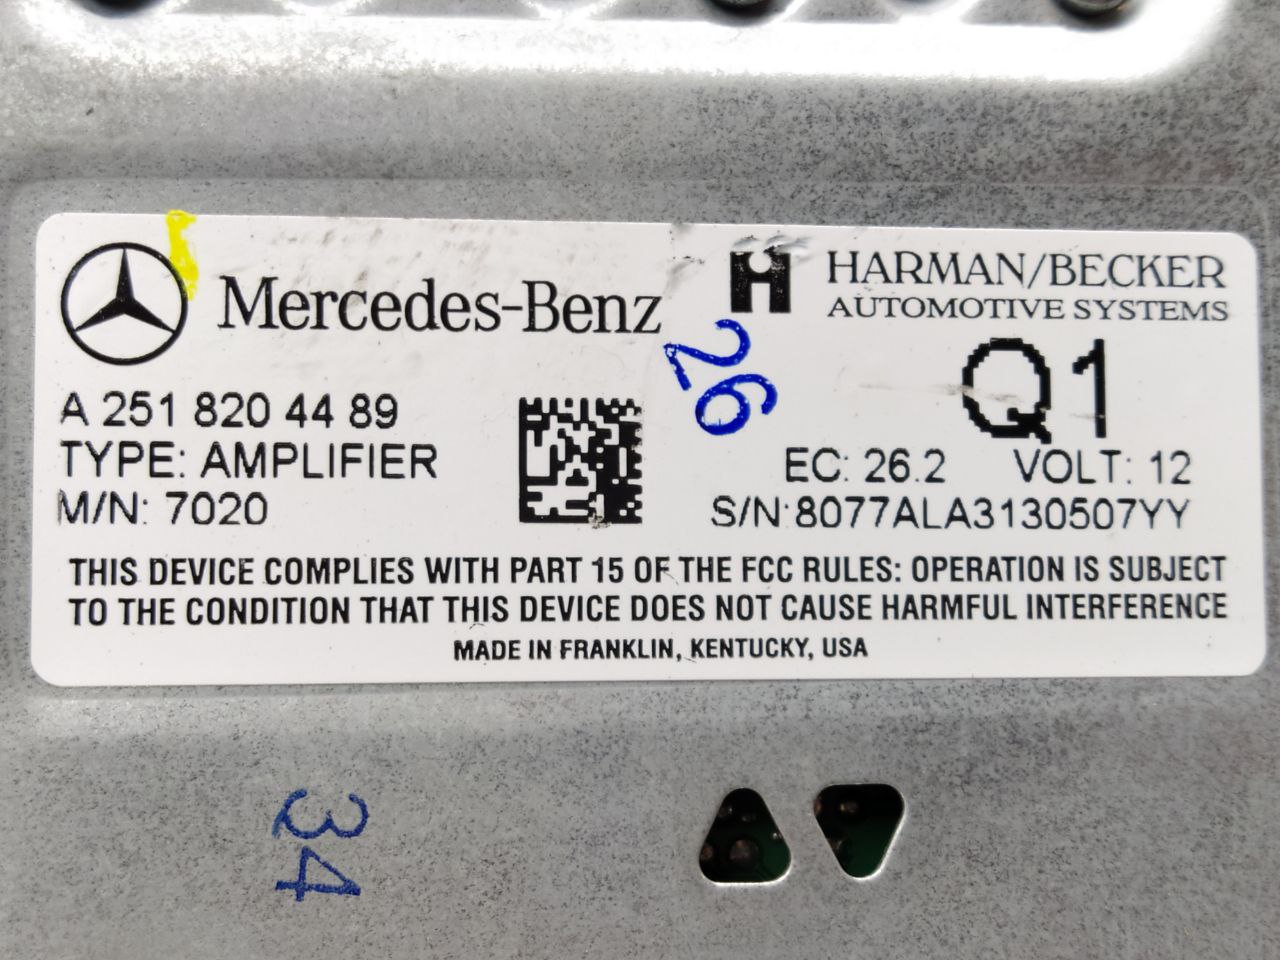 Mercedes-Benz
HARMAN/BECKER
AUTOMOTIVE SYSTEMS
26
Q1
A 251 820 44 89
TYPE: AMPLIFIER
M/N: 7020
EC: 26.2 VOLT: 12
S/N:8077ALA3130507YY
THIS DEVICE COMPLIES WITH PART 15 OF THE FCC RULES: OPERATION IS SUBJECT
TO THE CONDITION THAT THIS DEVICE DOES NOT CAUSE HARMFUL INTERFERENCE
MADE IN FRANKLIN, KENTUCKY, USA
34